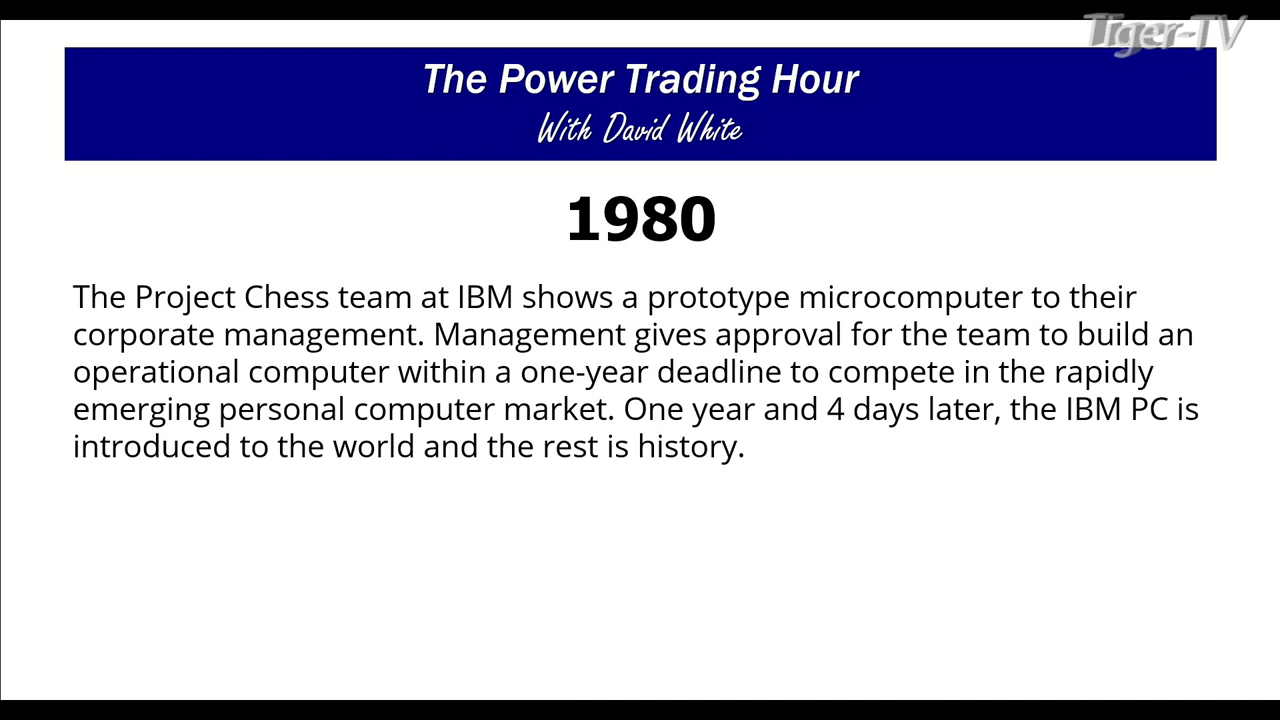 Tiger-TV
The Power Trading Hour
With David White
1980
The Project Chess team at IBM shows a prototype microcomputer to their
corporate management. Management gives approval for the team to build an
operational computer within a one-year deadline to compete in the rapidly
emerging personal computer market. One year and 4 days later, the IBM PC is
introduced to the world and the rest is history.